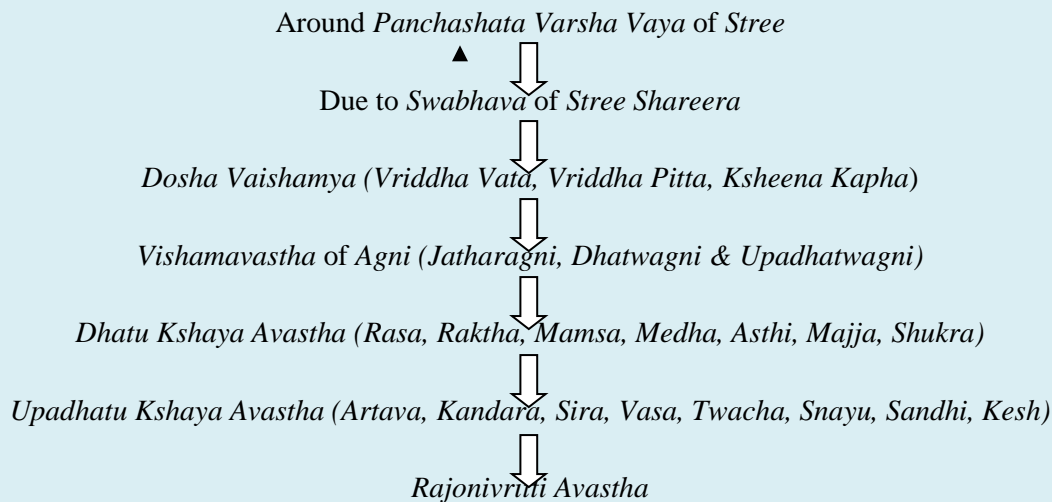 Around Panchashata Varsha Vaya of Stree
Due to Swabhava of Stree Shareera
Dosha Vaishamya (Vriddha Vata, Vriddha Pitta, Ksheena Kapha)
Vishamavastha of Agni (Jatharagni, Dhatwagni & Upadhatwagni)
Dhatu Kshaya Avastha (Rasa, Raktha, Mamsa, Medha, Asthi, Majja, Shukra)
Upadhatu Kshaya Avastha (Artava, Kandara, Sira, Vasa, Twacha, Snayu, Sandhi, Kesh)
Rajonivritti Avastha